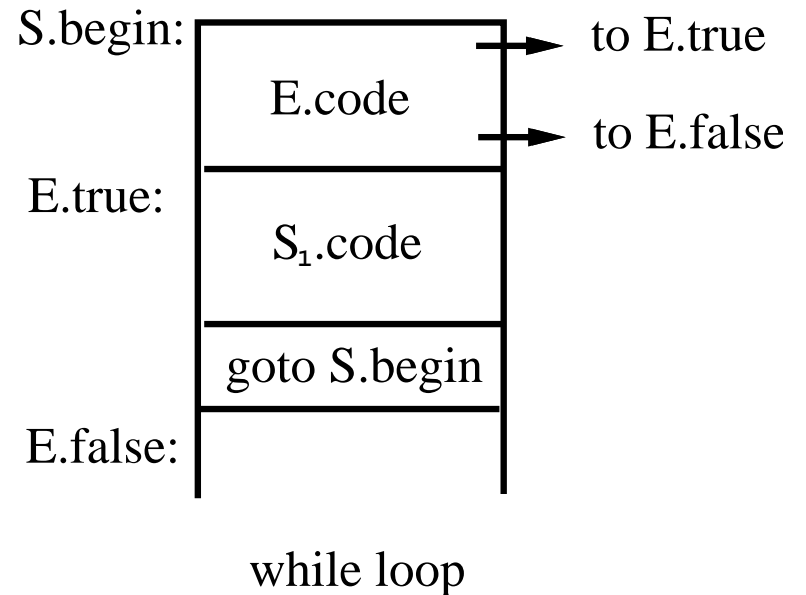 S.begin:
to E.true
E.code
to E.false
E.true:
S₁.code
goto S.begin
E.false:
while loop